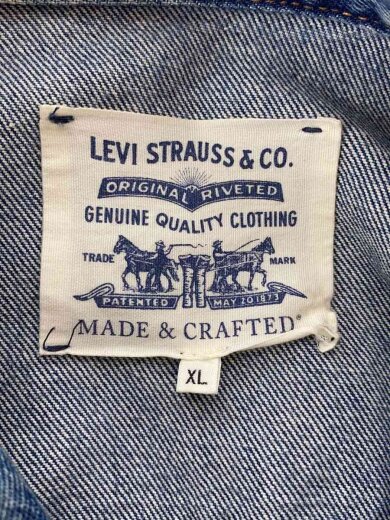 LEVI STRAUSS & CO.
ORIGINAL RIVETED
GENUINE QUALITY CLOTHING
TRADE MARK
PATENTED MAY 20 1873
MADE & CRAFTED®
XL